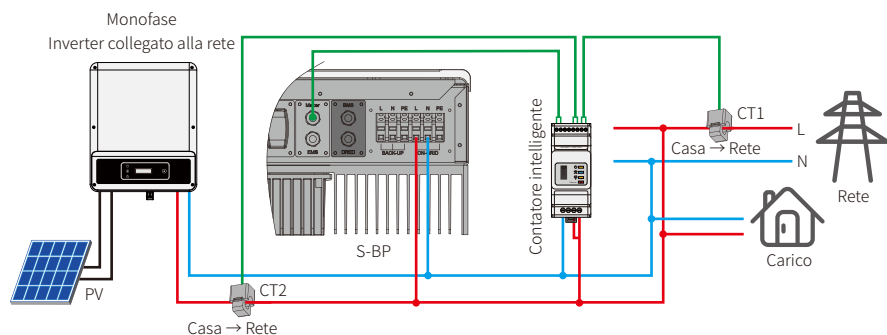 Monofase
Inverter collegato alla rete
PV
CT2
Casa → Rete
Meter
BMS
EMS
DRED
L N PE L N PE
BACK-UP
ON-GRID
S-BP
Contatore intelligente
CT1
Casa → Rete
L
N
Rete
Carico